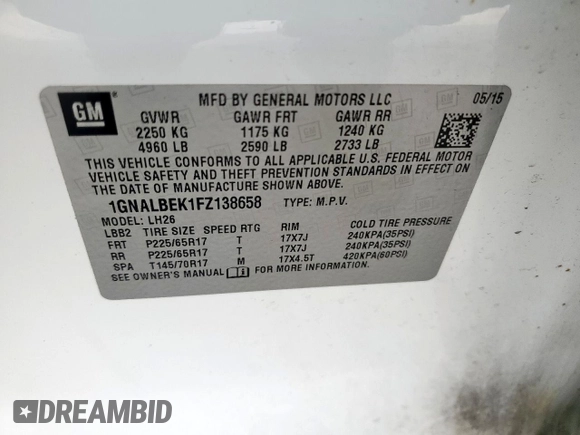 GM
MFD BY GENERAL MOTORS LLC 05/15
GVWR GAWR FRT GAWR RR
2250 KG 1175 KG 1240 KG
4960 LB 2590 LB 2733 LB
THIS VEHICLE CONFORMS TO ALL APPLICABLE U.S. FEDERAL MOTOR
VEHICLE SAFETY AND THEFT PREVENTION STANDARDS IN EFFECT ON
THE DATE OF MANUFACTURE SHOWN ABOVE.
1GNALBEK1FZ138658 TYPE: M.P.V.
MODEL: LH26
LBB2 TIRE SIZE SPEED RTG RIM COLD TIRE PRESSURE
FRT P225/65R17 T 17X7J 240KPA(35PSI)
RR P225/65R17 T 17X7J 240KPA(35PSI)
SPA T145/70R17 M 17X4.5T 420KPA(60PSI)
SEE OWNER'S MANUAL FOR MORE INFORMATION.
DREAMBID